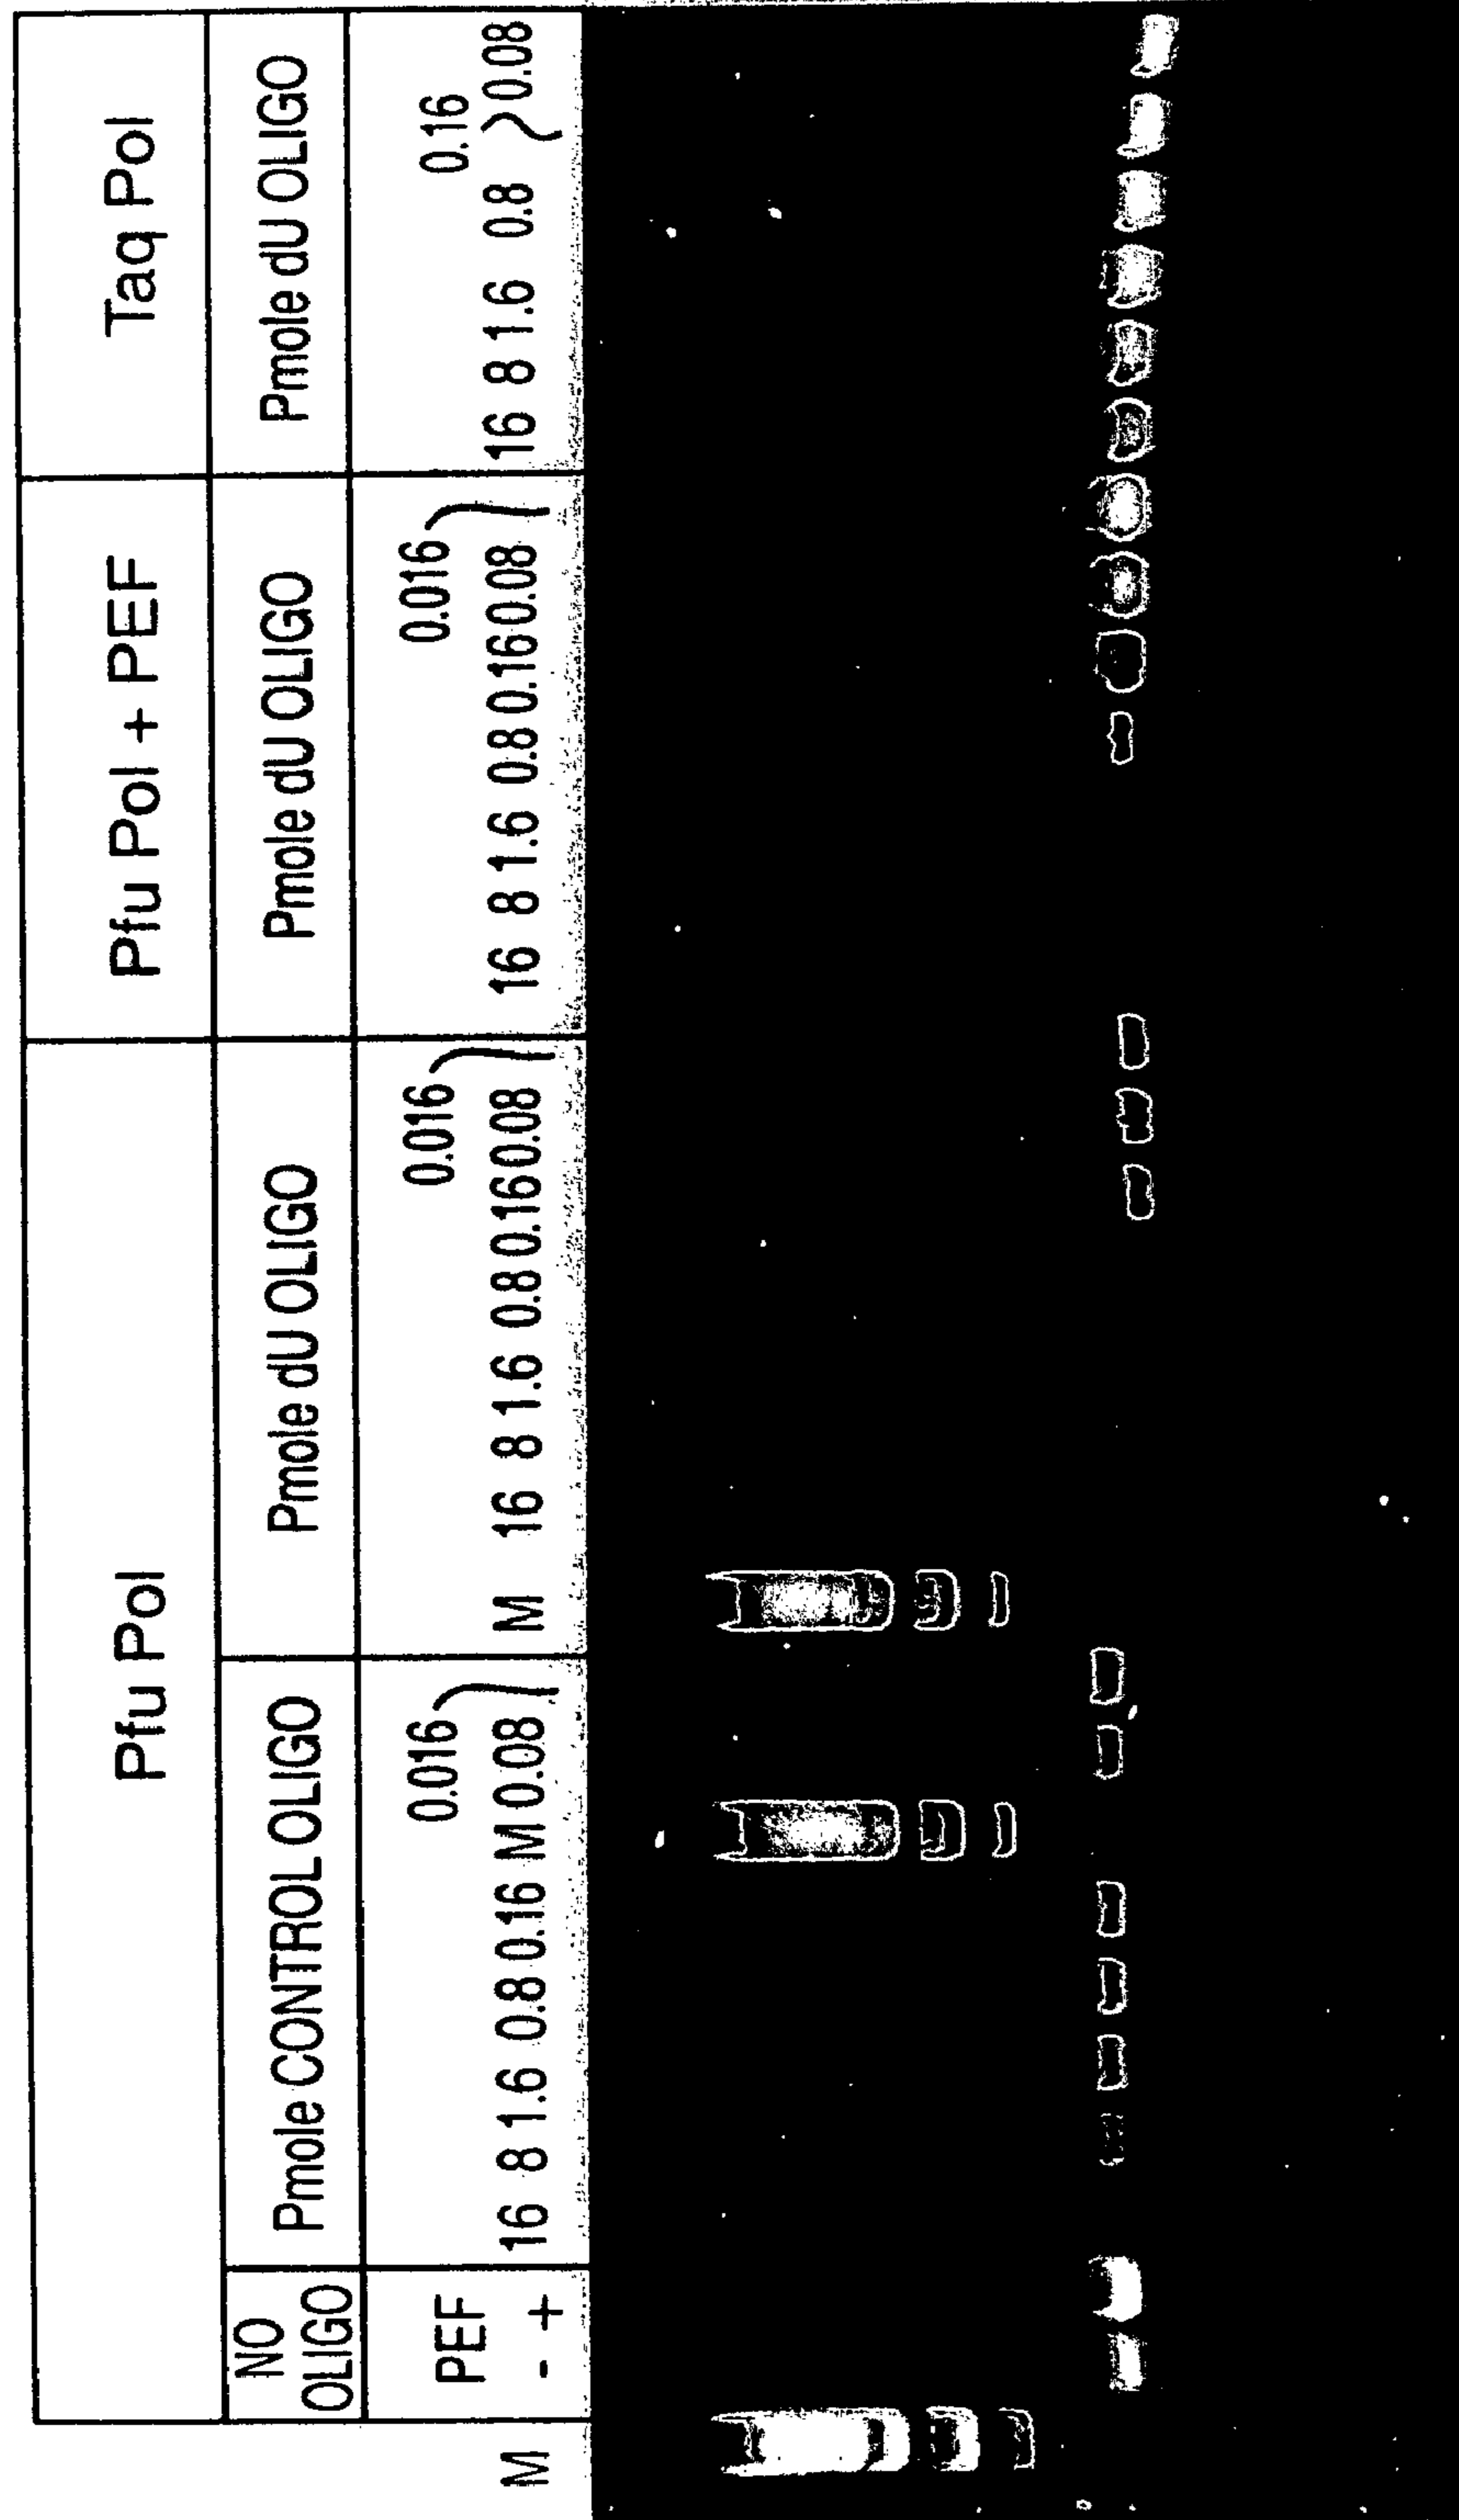 Pfu Pol Pfu Pol + PEF Taq Pol
NO OLIGO Pmole CONTROL OLIGO Pmole dU OLIGO Pmole dU OLIGO Pmole dU OLIGO
PEF 0.016 0.016 0.016 0.16
M - + 16 8 1.6 0.8 0.16 M 0.08 M 16 8 1.6 0.8 0.16 0.08 16 8 1.6 0.8 0.16 0.08 16 8 1.6 0.8 0.08